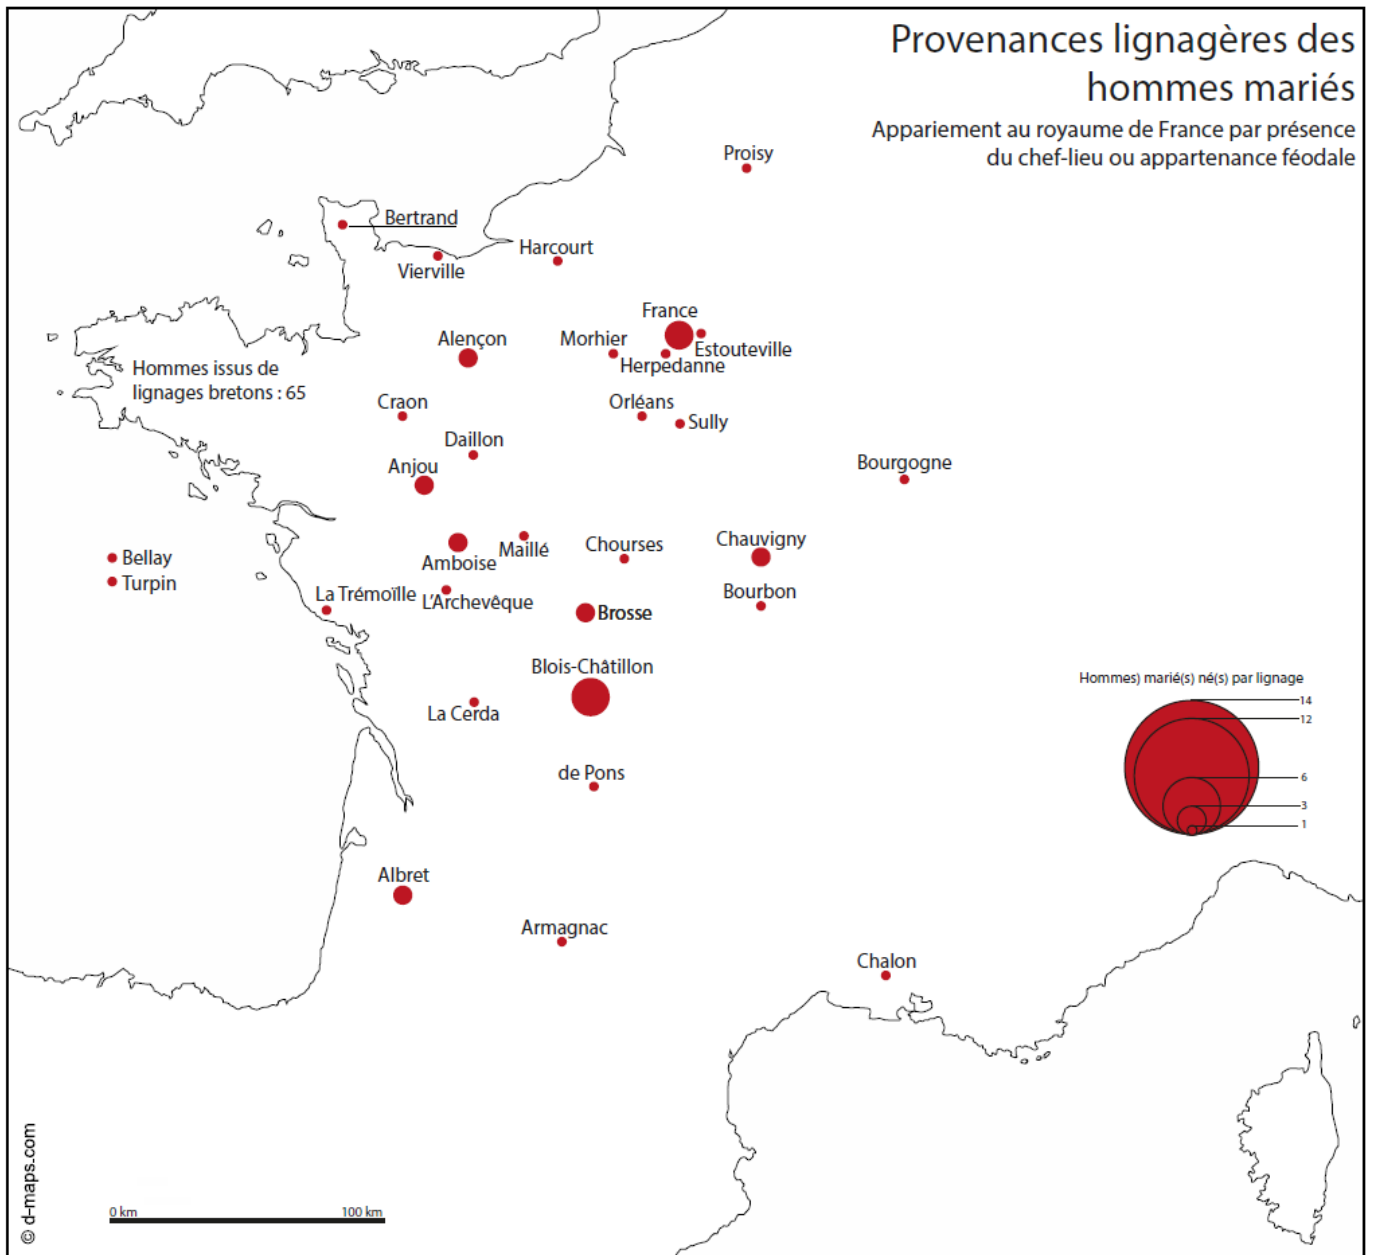 Provenances lignagères des
hommes mariés
Appariement au royaume de France par présence
du chef-lieu ou appartenance féodale
Proisy
Bertrand
Harcourt
Vierville
France
Alençon
Morhier
Estouteville
Herpedanne
Hommes issus de
lignages bretons : 65
Craon
Orléans
Sully
Daillon
Anjou
Bourgogne
Chauvigny
Chourses
Maillé
Amboise
Bellay
Turpin
La Trémoïlle
L'Archevêque
Bourbon
Brosse
Blois-Châtillon
Hommes) marié(s) né(s) par lignage
14
12
La Cerda
de Pons
6
3
1
Albret
Armagnac
Chalon
0 km
100 km
© d-maps.com